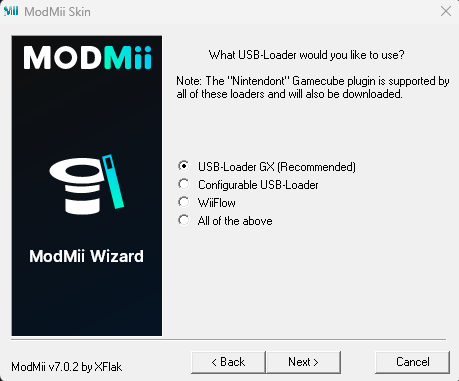 ModMii Skin
MODMii
What USB-Loader would you like to use?
Note: The "Nintendont" Gamecube plugin is supported by
all of these loaders and will also be downloaded.
USB-Loader GX (Recommended)
Configurable USB-Loader
WiiFlow
All of the above
ModMii Wizard
ModMii v7.0.2 by XFlak
< Back
Next >
Cancel